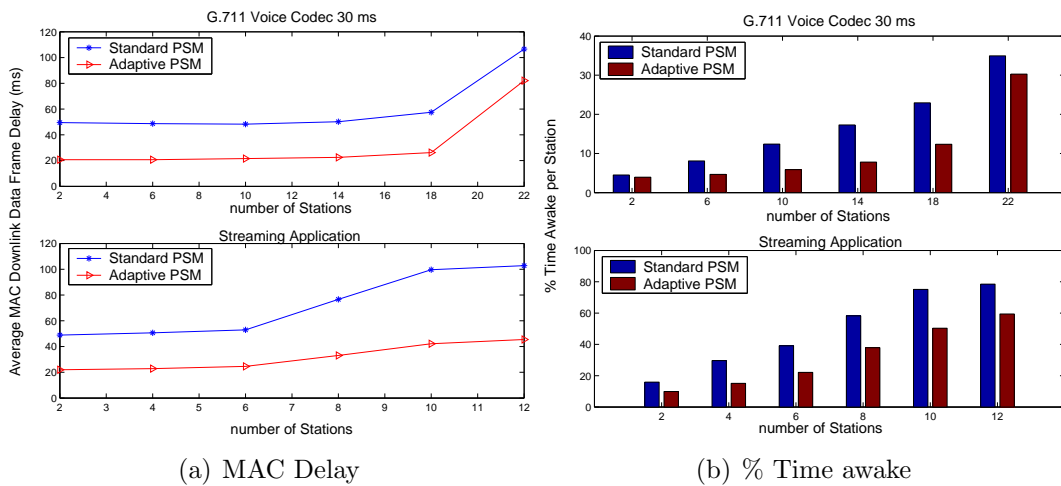 G.711 Voice Codec 30 ms
120
100
80
60
40
20
0
Standard PSM
Adaptive PSM
2 4 6 8 10 12 14 16 18 20 22
number of Stations
Streaming Application
120
100
80
60
40
20
0
Standard PSM
Adaptive PSM
2 3 4 5 6 7 8 9 10 11 12
number of Stations
Average MAC Downlink Data Frame Delay (ms)
(a) MAC Delay
G.711 Voice Codec 30 ms
40
30
20
10
0
Standard PSM
Adaptive PSM
2 6 10 14 18 22
number of Stations
Streaming Application
100
80
60
40
20
0
Standard PSM
Adaptive PSM
2 4 6 8 10 12
number of Stations
% Time Awake per Station
(b) % Time awake